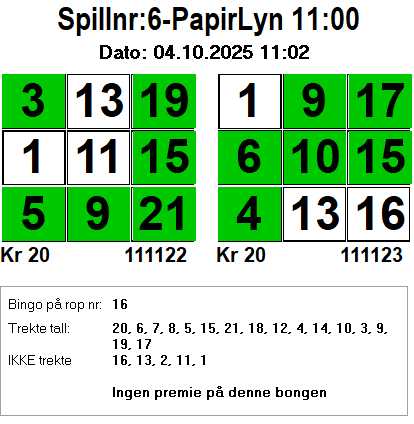 Spillnr:6-PapirLyn 11:00
Dato: 04.10.2025 11:02
3 13 19 1 9 17
1 11 15 6 10 15
5 9 21 4 13 16
Kr 20 111122 Kr 20 111123
Bingo på rop nr: 16
Trekte tall: 20, 6, 7, 8, 5, 15, 21, 18, 12, 4, 14, 10, 3, 9,
19, 17
IKKE trekte 16, 13, 2, 11, 1
Ingen premie på denne bongen